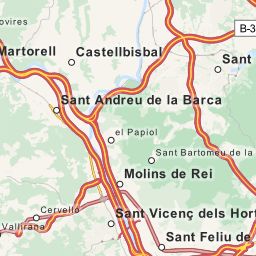 overes
B-3
Martorell
Castellbisbal
Sant
Sant Andreu de la Barca
el Papiol
Sant Bartomeu de la
Molins de Rei
Cervelló
Vallirana
Sant Vicenç dels Hort
Sant Feliu de